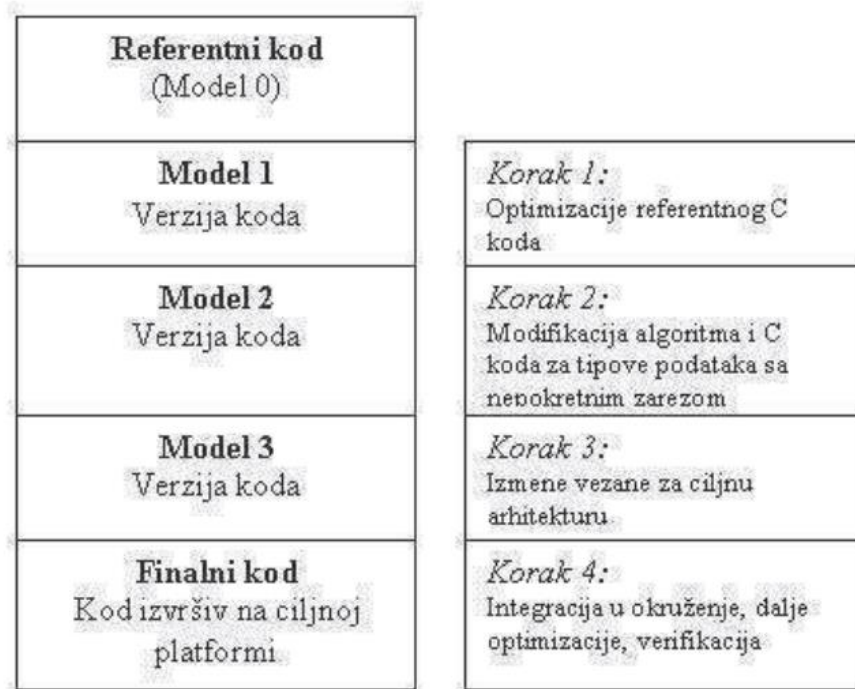 Referentni kod
(Model 0)
Model 1
Verzija koda
Korak 1:
Optimizacije referentnog C
koda
Model 2
Verzija koda
Korak 2:
Modifikacija algoritma i C
koda za tipove podataka sa
nepokretnim zarezom
Model 3
Verzija koda
Korak 3:
Izmene vezane za ciljnu
arhitekturu
Finalni kod
Kod izvršiv na ciljnoj
platformi
Korak 4:
Integracija u okruženje, dalje
optimizacije, verifikacija